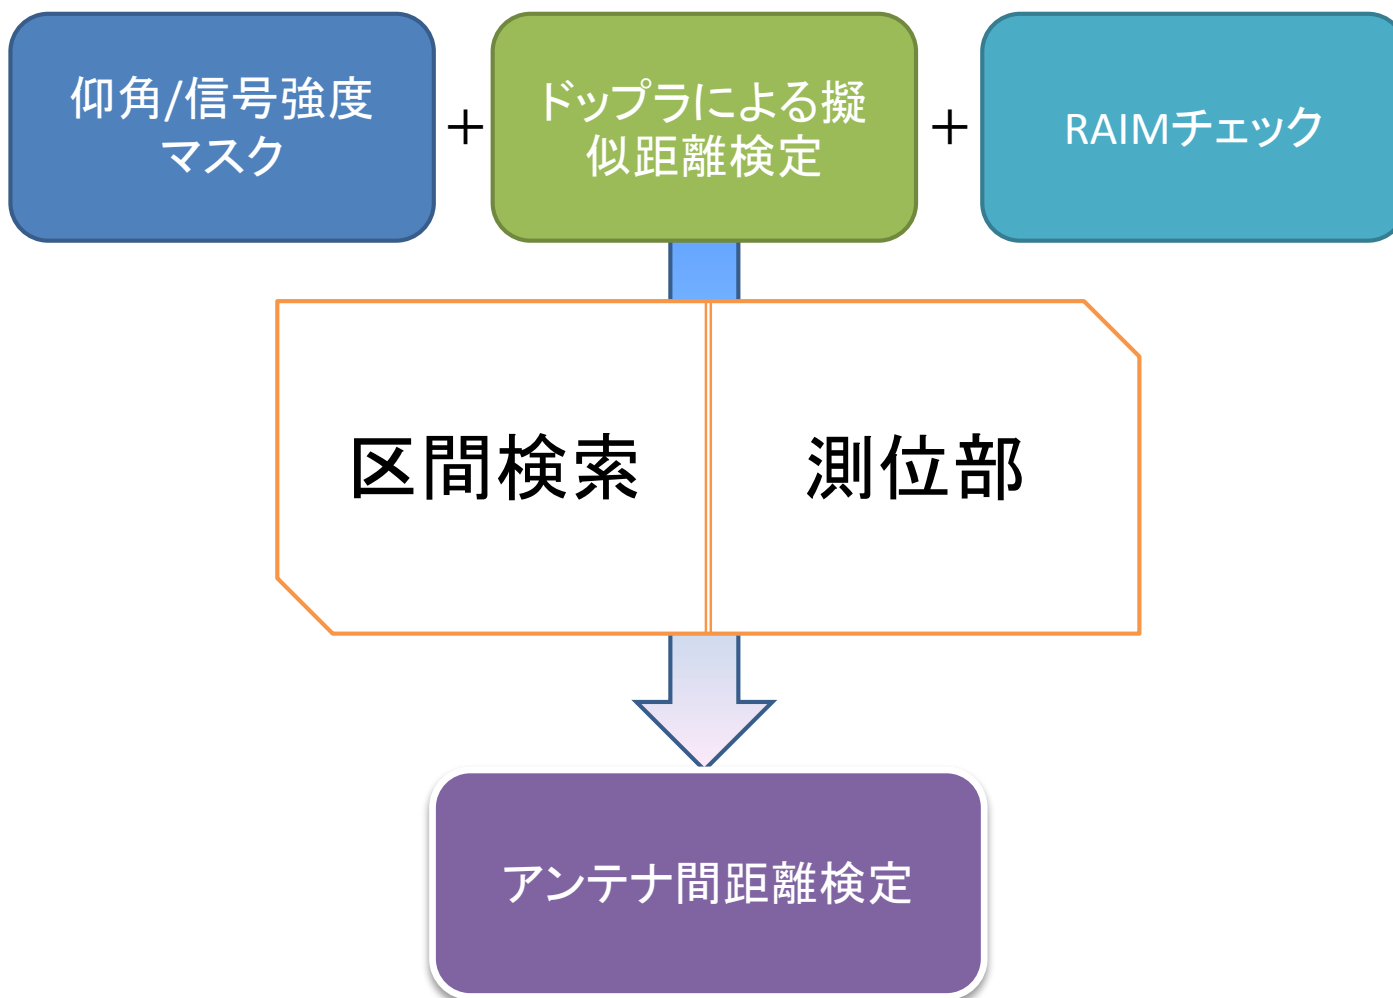 仰角/信号強度
マスク
+
ドップラによる擬
似距離検定
+
RAIMチェック
区間検索
測位部
アンテナ間距離検定